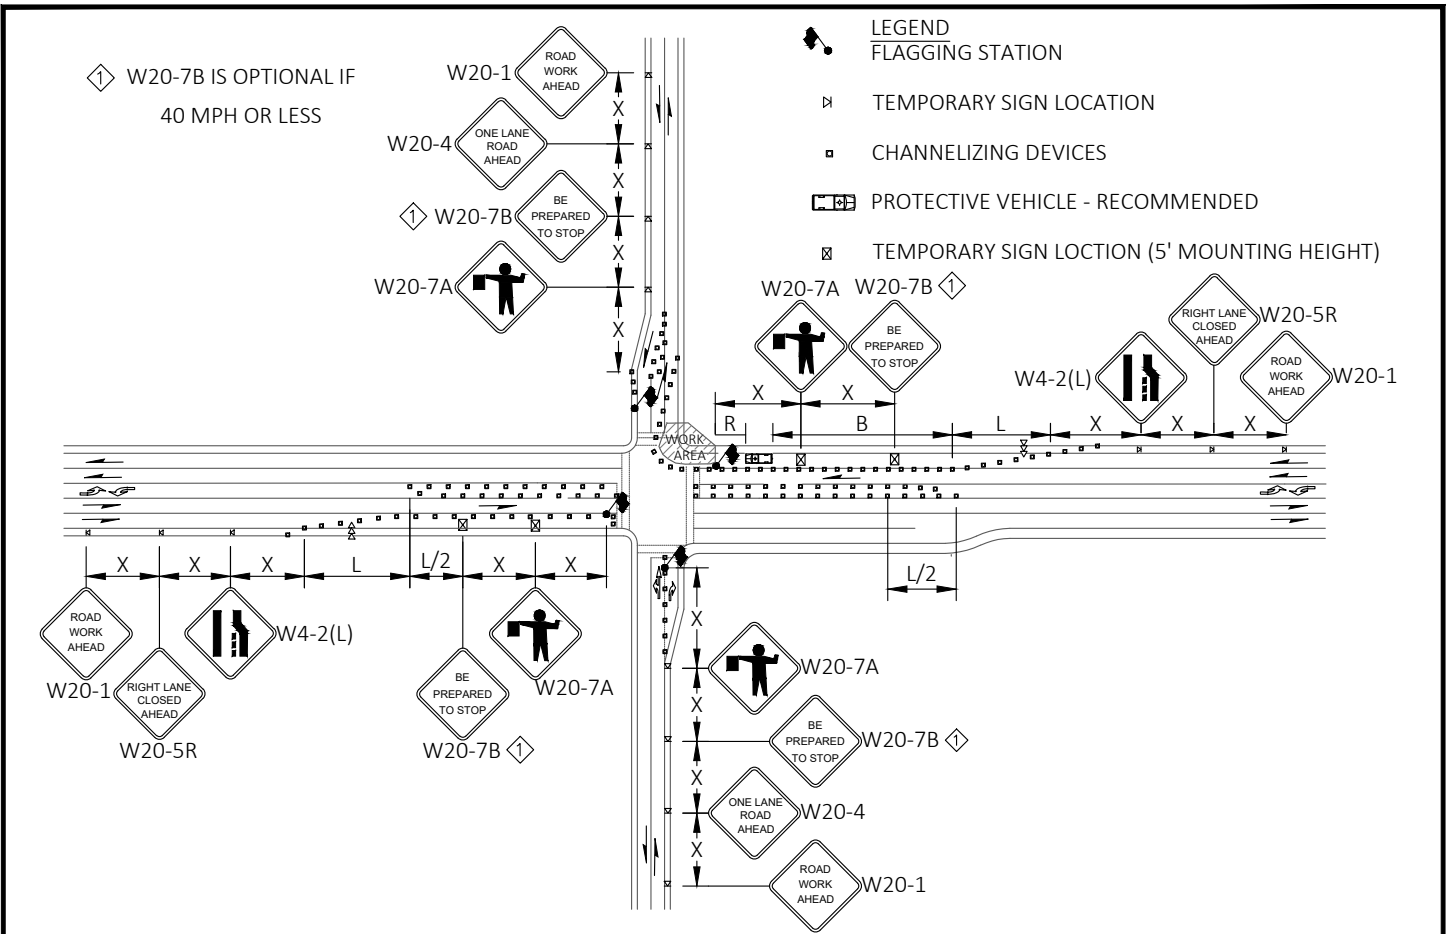 LEGEND
FLAGGING STATION
TEMPORARY SIGN LOCATION
CHANNELIZING DEVICES
PROTECTIVE VEHICLE - RECOMMENDED
TEMPORARY SIGN LOCTION (5' MOUNTING HEIGHT)
1 W20-7B IS OPTIONAL IF
40 MPH OR LESS
W20-1
ROAD
WORK
AHEAD
X
W20-4
ONE LANE
ROAD
AHEAD
X
1 W20-7B
BE
PREPARED
TO STOP
X
W20-7A
X
W20-7A
W20-7B 1
BE
PREPARED
TO STOP
RIGHT LANE
CLOSED
AHEAD
W20-5R
W4-2(L)
ROAD
WORK
AHEAD
W20-1
X
X
R
B
L
X
X
X
WORK
AREA
X
X
X
L
L/2
X
X
L/2
ROAD
WORK
AHEAD
W20-1
RIGHT LANE
CLOSED
AHEAD
W20-5R
W4-2(L)
BE
PREPARED
TO STOP
W20-7B 1
W20-7A
X
W20-7A
X
BE
PREPARED
TO STOP
W20-7B 1
X
ONE LANE
ROAD
AHEAD
W20-4
X
ROAD
WORK
AHEAD
W20-1